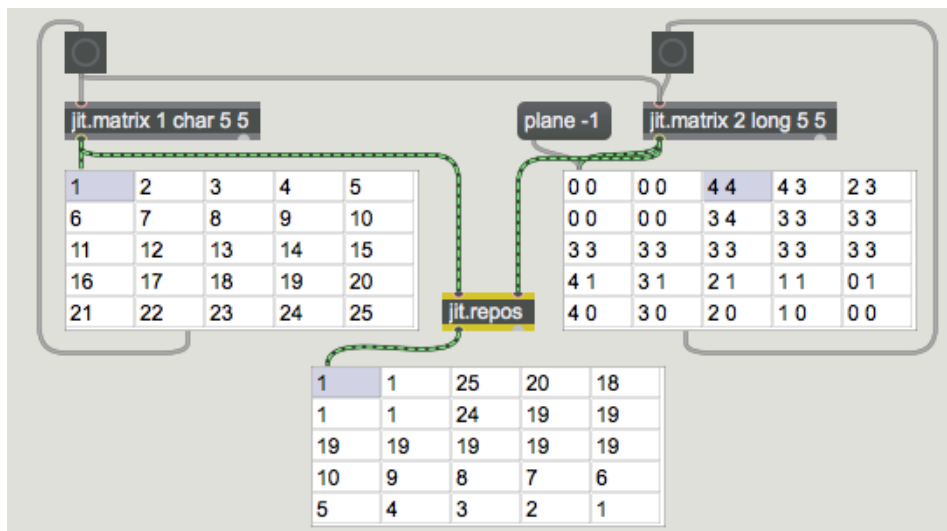 jit.matrix 1 char 5 5
plane -1
jit.matrix 2 long 5 5
1 2 3 4 5
6 7 8 9 10
11 12 13 14 15
16 17 18 19 20
21 22 23 24 25
0 0 0 0 4 4 4 3 2 3
0 0 0 0 3 4 3 3 3 3
3 3 3 3 3 3 3 3 3 3
4 1 3 1 2 1 1 1 0 1
4 0 3 0 2 0 1 0 0 0
jit.repos
1 1 25 20 18
1 1 24 19 19
19 19 19 19 19
10 9 8 7 6
5 4 3 2 1